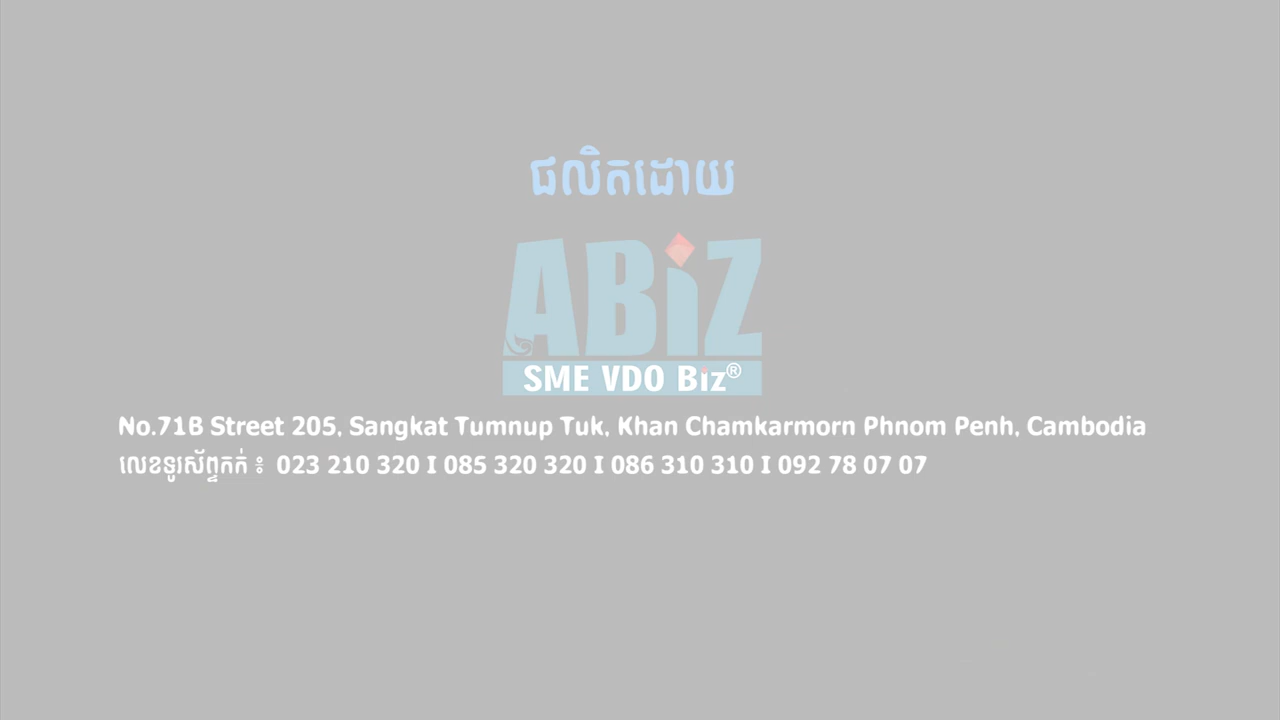 ផលិតដោយ
ABiZ
SME VDO Biz®
No.71B Street 205, Sangkat Tumnup Tuk, Khan Chamkarmorn Phnom Penh, Cambodia
លេខទូរស័ព្ទកក់ ៖ 023 210 320 I 085 320 320 I 086 310 310 I 092 78 07 07